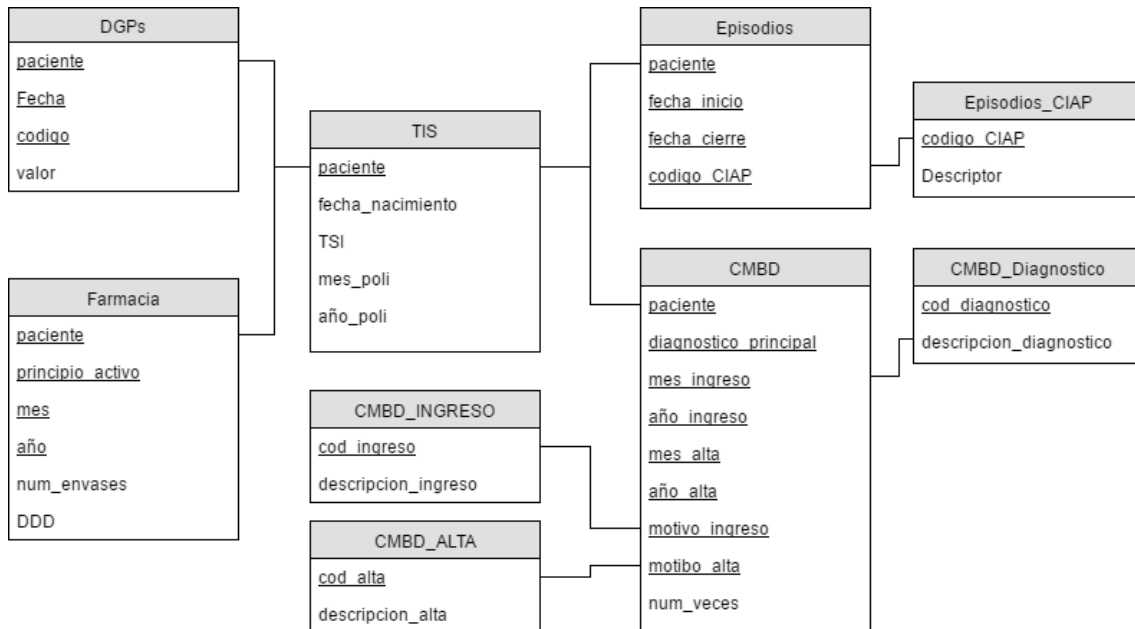 DGPs
paciente
Fecha
codigo
valor
Farmacia
paciente
principio_activo
mes
año
num_envases
DDD
TIS
paciente
fecha_nacimiento
TSI
mes_poli
año_poli
CMBD_INGRESO
cod_ingreso
descripcion_ingreso
CMBD_ALTA
cod_alta
descripcion_alta
Episodios
paciente
fecha_inicio
fecha_cierre
codigo_CIAP
CMBD
paciente
diagnostico_principal
mes_ingreso
año_ingreso
mes_alta
año_alta
motivo_ingreso
motibo_alta
num_veces
Episodios_CIAP
codigo_CIAP
Descriptor
CMBD_Diagnostico
cod_diagnostico
descripcion_diagnostico